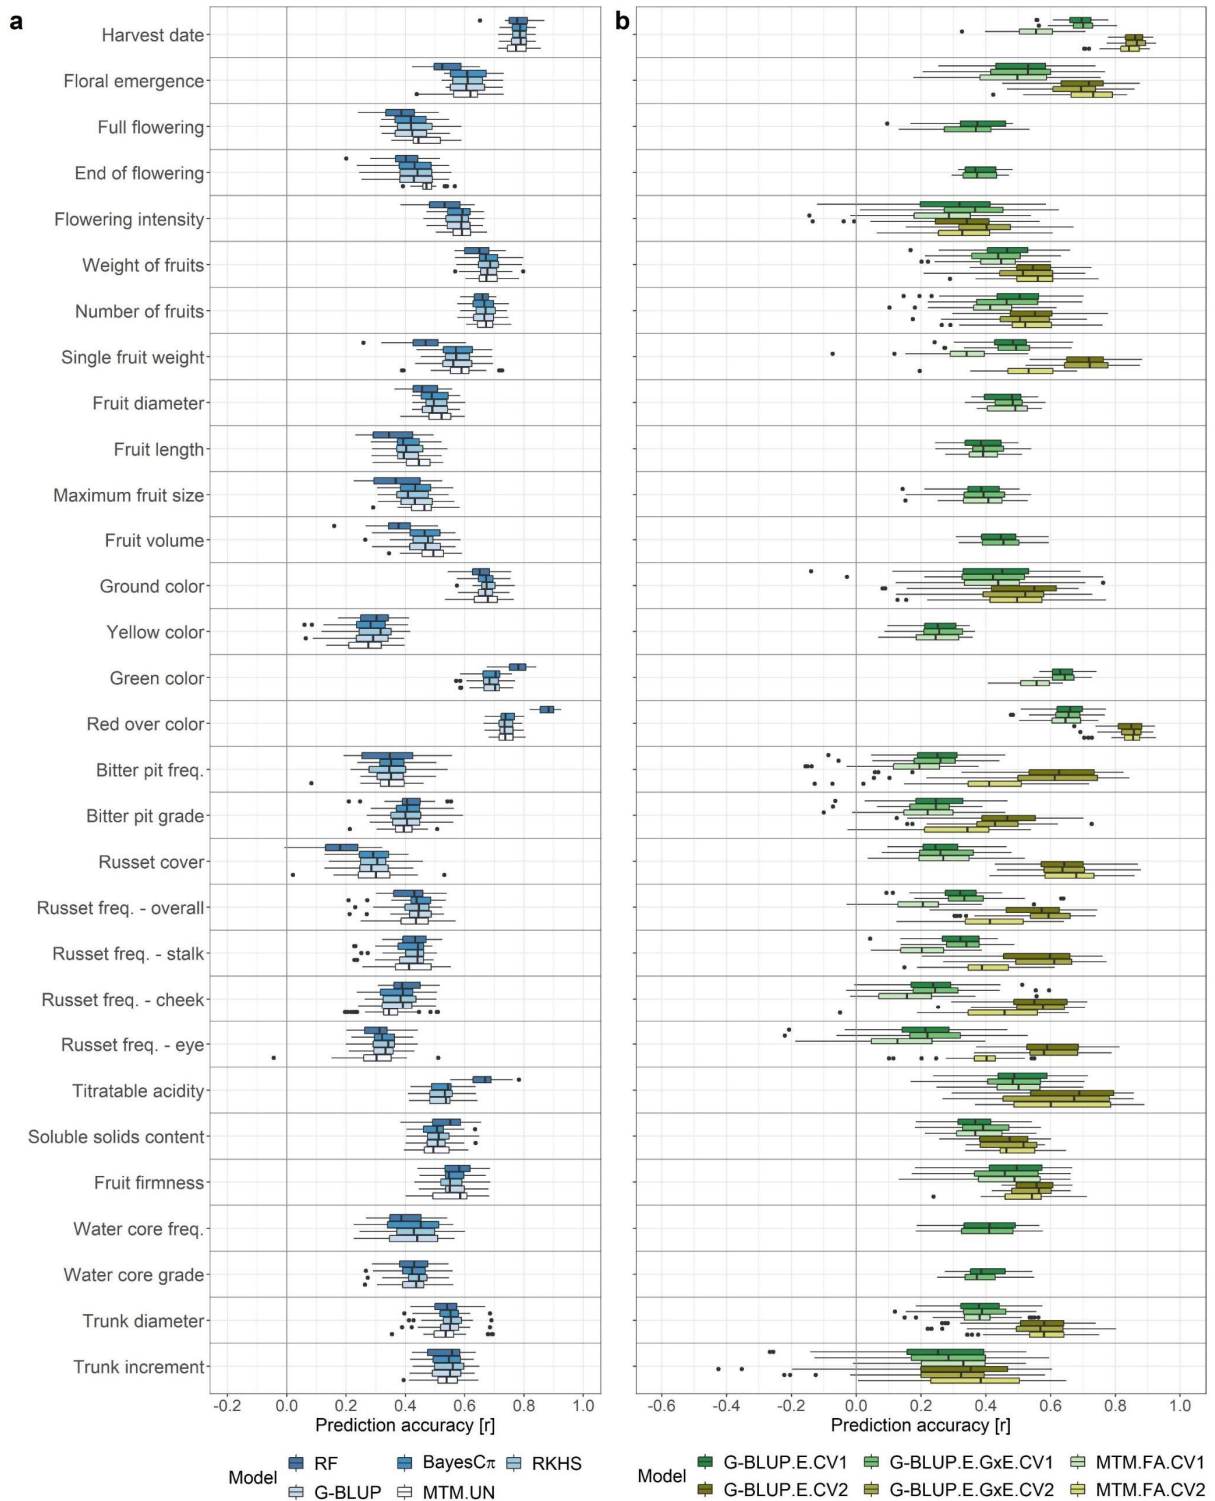 a
b
Harvest date
Floral emergence
Full flowering
End of flowering
Flowering intensity
Weight of fruits
Number of fruits
Single fruit weight
Fruit diameter
Fruit length
Maximum fruit size
Fruit volume
Ground color
Yellow color
Green color
Red over color
Bitter pit freq.
Bitter pit grade
Russet cover
Russet freq. - overall
Russet freq. - stalk
Russet freq. - cheek
Russet freq. - eye
Titratable acidity
Soluble solids content
Fruit firmness
Water core freq.
Water core grade
Trunk diameter
Trunk increment
-0.2 0.0 0.2 0.4 0.6 0.8 1.0
-0.6 -0.4 -0.2 0.0 0.2 0.4 0.6 0.8 1.0
Prediction accuracy [r]
Prediction accuracy [r]
Model
RF BayesCπ RKHS
G-BLUP MTM.UN
Model
G-BLUP.E.CV1 G-BLUP.E.GxE.CV1 MTM.FA.CV1
G-BLUP.E.CV2 G-BLUP.E.GxE.CV2 MTM.FA.CV2